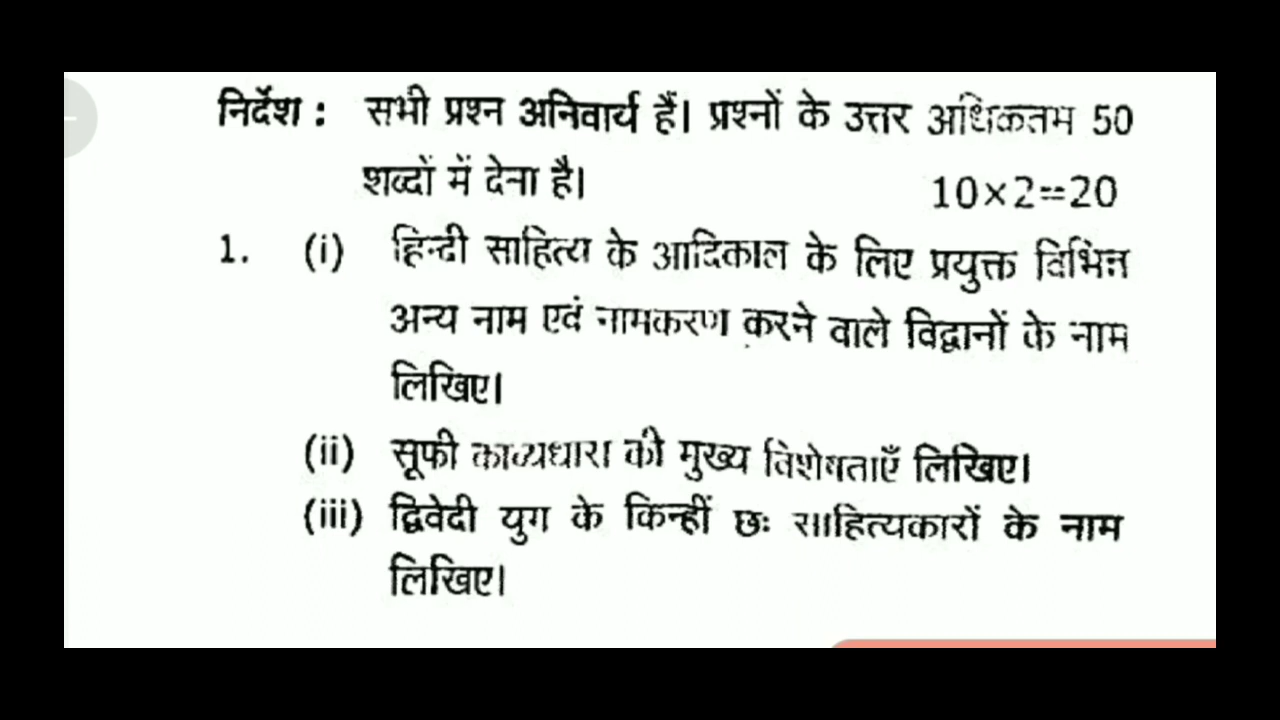 निर्देश : सभी प्रश्न अनिवार्य हैं। प्रश्नों के उत्तर अधिकतम 50
शब्दों में देना है। 10×2=20
1. (i) हिन्दी साहित्य के आदिकाल के लिए प्रयुक्त विभिन्न
अन्य नाम एवं नामकरण करने वाले विद्वानों के नाम
लिखिए।
(ii) सूफी काव्यधारा की मुख्य विशेषताएँ लिखिए।
(iii) द्विवेदी युग के किन्हीं छः साहित्यकारों के नाम
लिखिए।